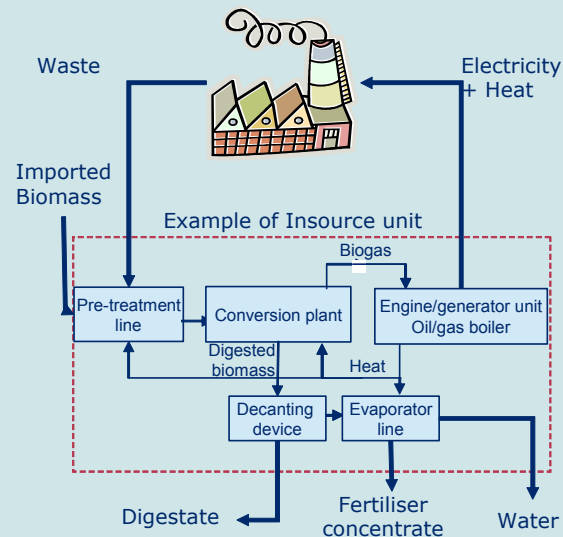 Waste
Electricity
+ Heat
Imported
Biomass
Example of Insource unit
Biogas
Pre-treatment
line
Conversion plant
Engine/generator unit
Oil/gas boiler
Digested
biomass
Heat
Decanting
device
Evaporator
line
Digestate
Fertiliser
concentrate
Water